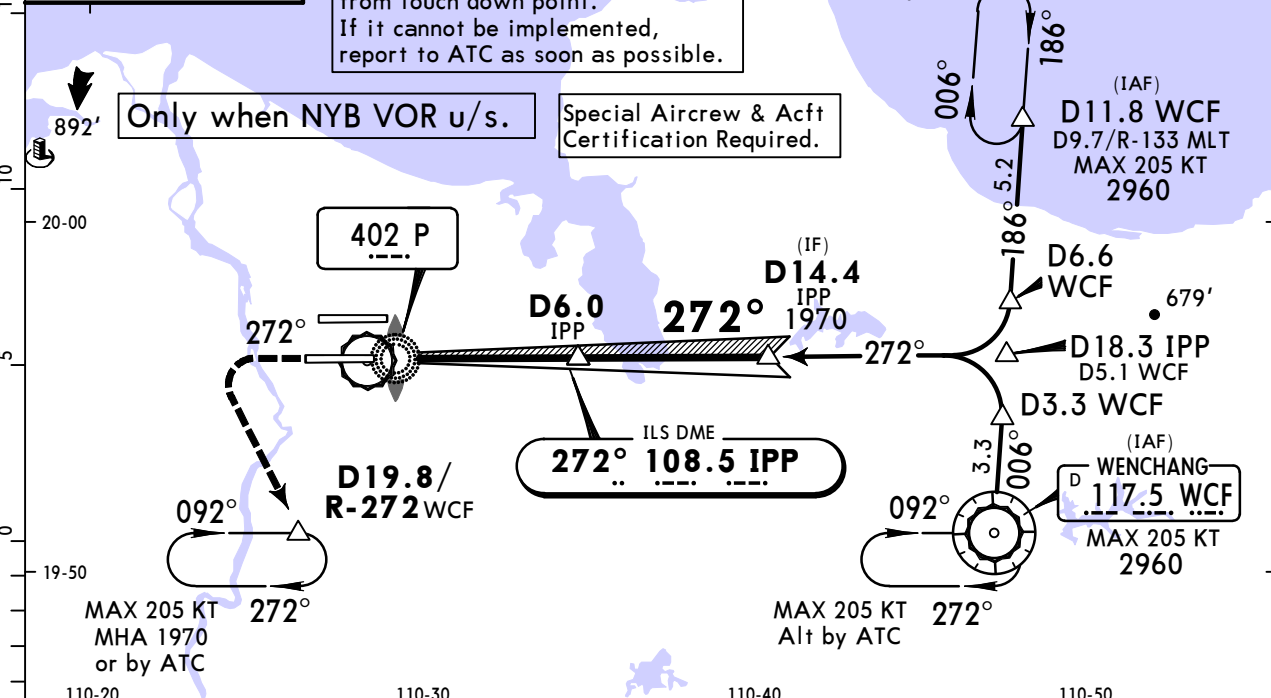 from touch down point.
If it cannot be implemented,
report to ATC as soon as possible.
Only when NYB VOR u/s.
Special Aircrew & Acft
Certification Required.
892'
186°
006°
(IAF)
D11.8 WCF
D9.7/R-133 MLT
MAX 205 KT
2960
5.2
186°
10
20-00
402 P
(IF)
D14.4
IPP
1970
D6.0
IPP
272°
D6.6
WCF
679'
272°
272°
D18.3 IPP
D5.1 WCF
5
D3.3 WCF
ILS DME
272° 108.5 IPP
3.3
006°
(IAF)
WENCHANG
D 117.5 WCF
MAX 205 KT
2960
D19.8/
R-272 WCF
092°
272°
MAX 205 KT
MHA 1970
or by ATC
092°
272°
MAX 205 KT
Alt by ATC
0
19-50
110-20
110-30
110-40
110-50